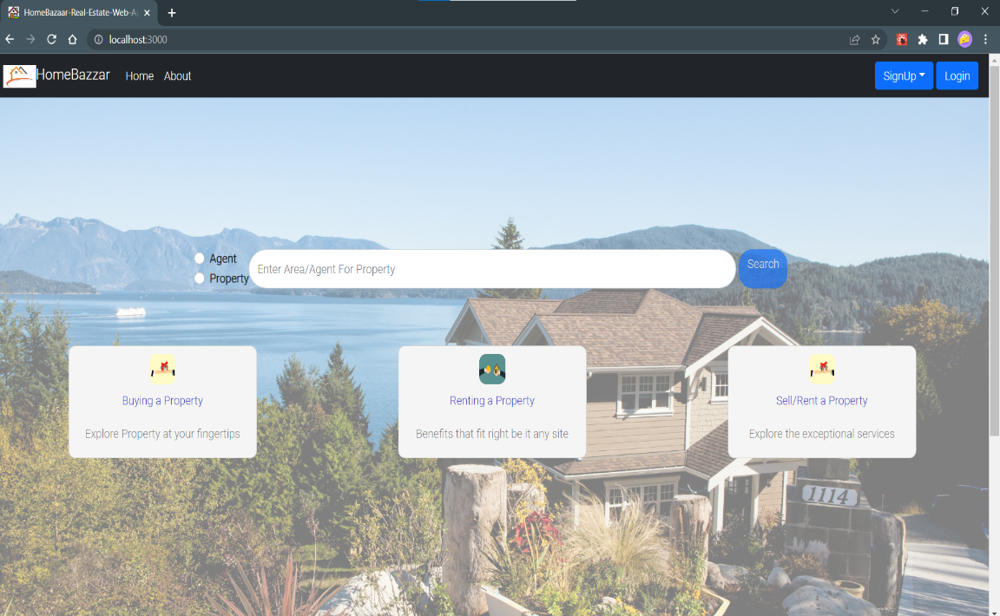 HomeBazaar-Real-Estate-Web-A
localhost:3000
HomeBazzar
Home
About
SignUp
Login
Agent
Property
Enter Area/Agent For Property
Search
Buying a Property
Explore Property at your fingertips
Renting a Property
Benefits that fit right be it any site
Sell/Rent a Property
Explore the exceptional services
1114